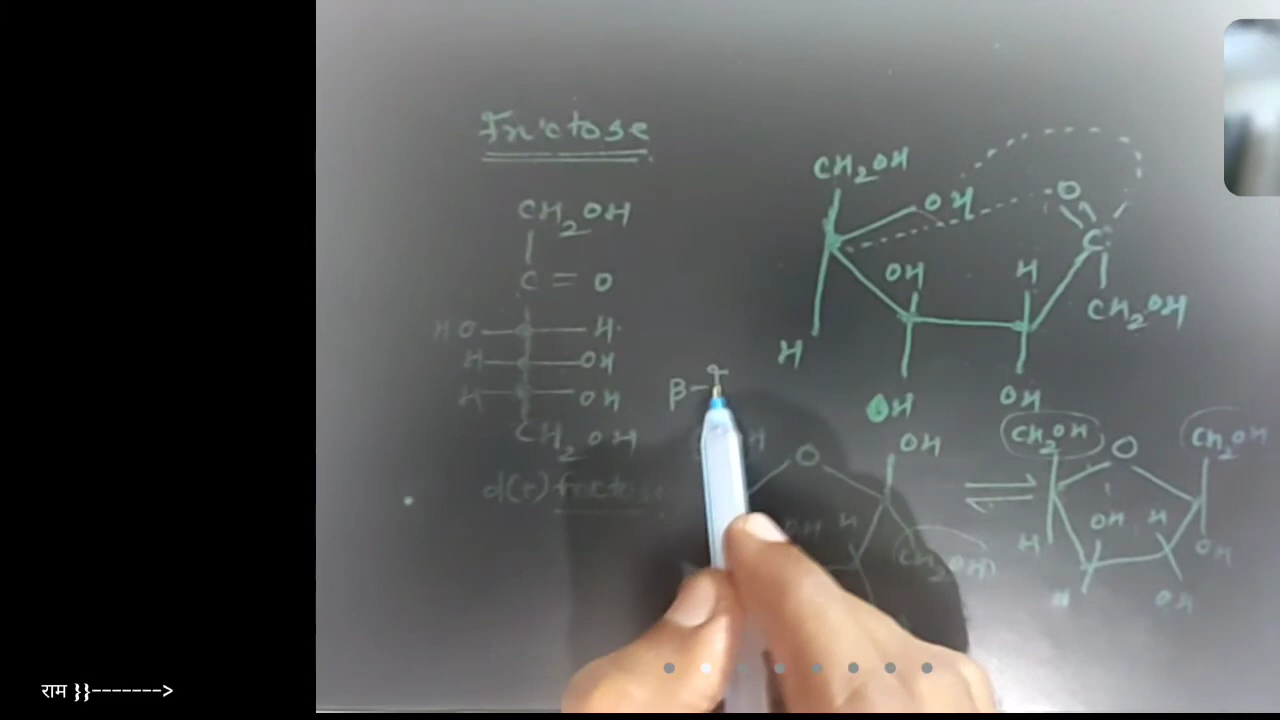 Fructose
CH2OH
C = O
HO H
H OH
H OH
CH2OH
d(+) fructose
CH2OH
OH
O
C
OH
H
CH2OH
H
OH
OH
β-
O
OH
OH H
CH2OH
CH2OH
O
CH2OH
OH H
H
OH
OH
राम }}------->